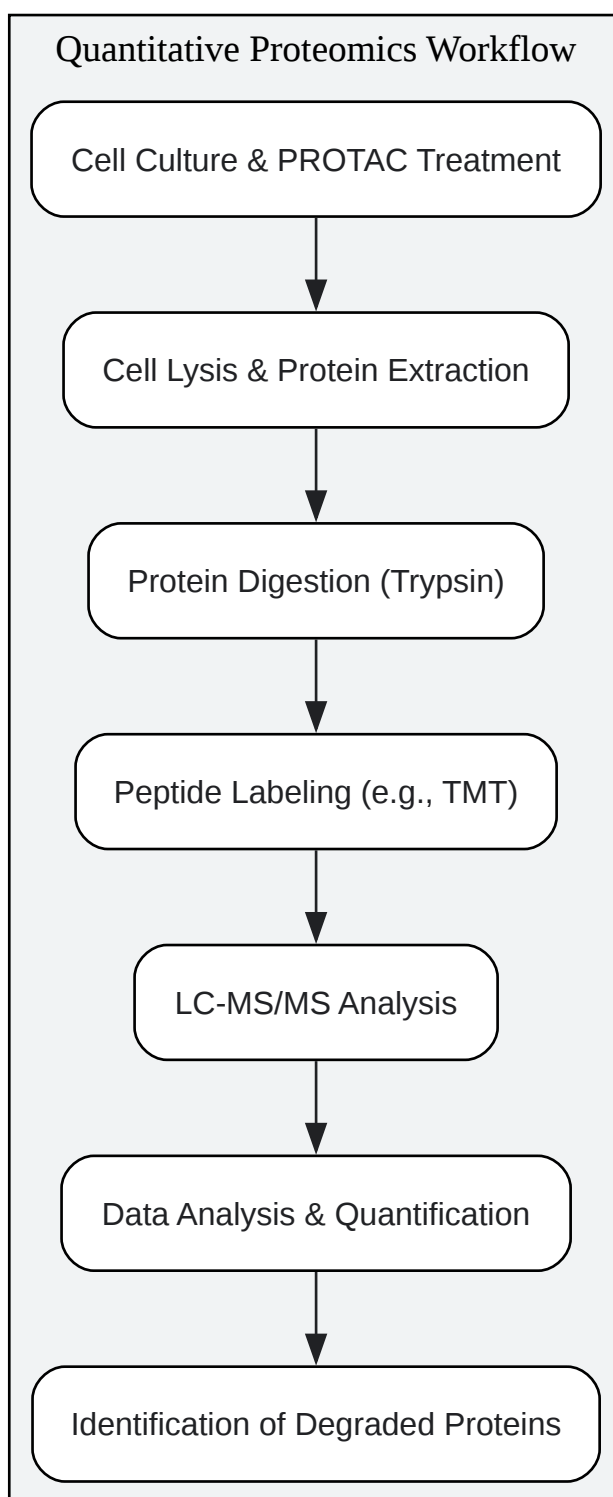 Quantitative Proteomics Workflow
Cell Culture & PROTAC Treatment
Cell Lysis & Protein Extraction
Protein Digestion (Trypsin)
Peptide Labeling (e.g., TMT)
LC-MS/MS Analysis
Data Analysis & Quantification
Identification of Degraded Proteins